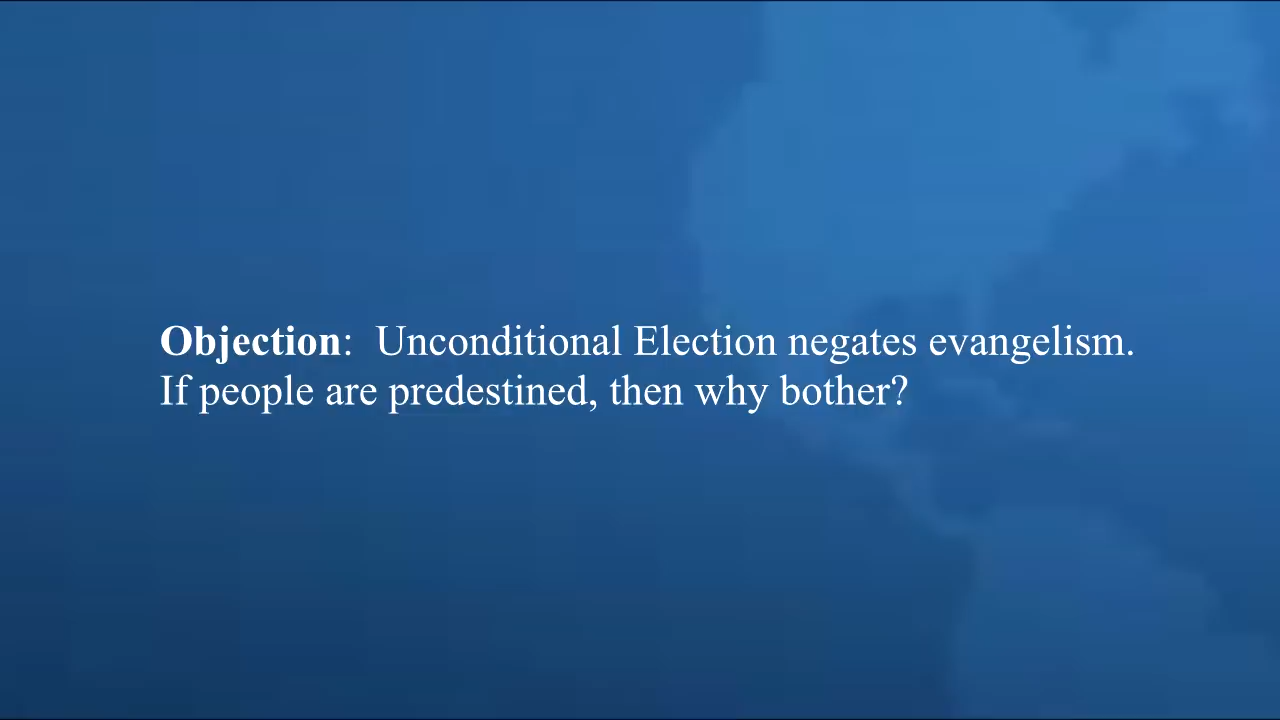 Objection:  Unconditional Election negates evangelism.
If people are predestined, then why bother?